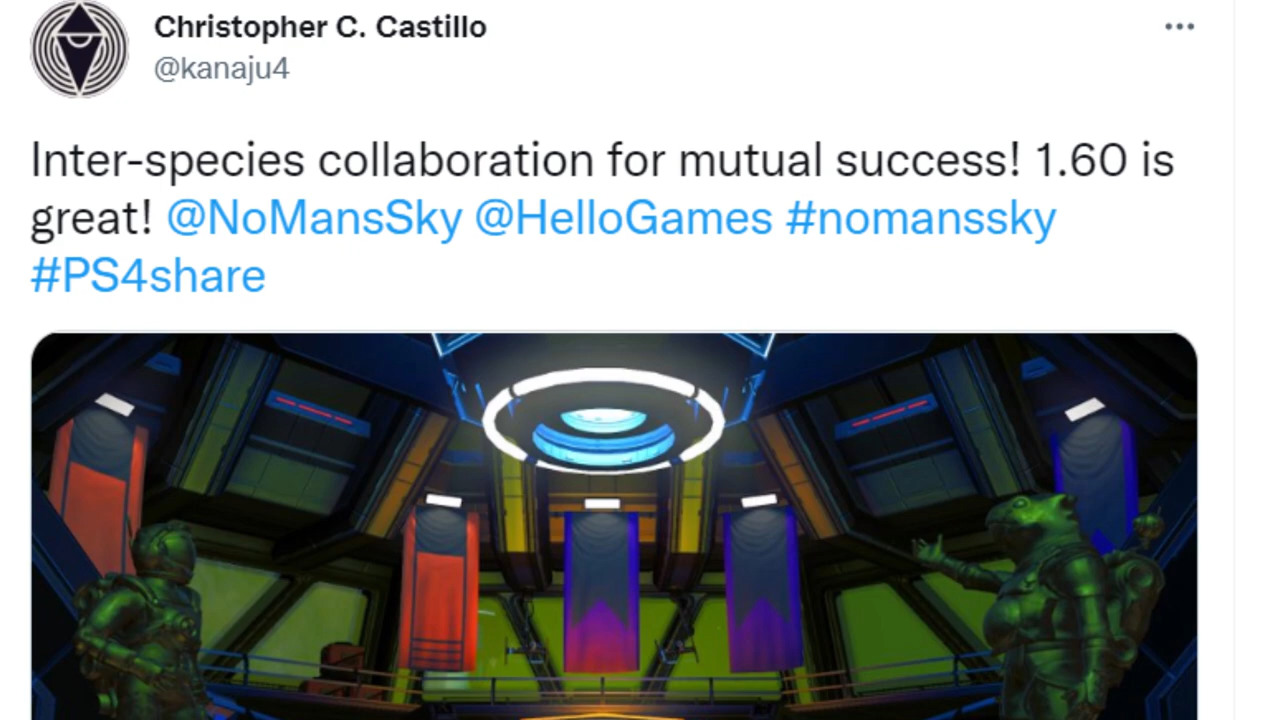 Christopher C. Castillo
@kanaju4
Inter-species collaboration for mutual success! 1.60 is
great! @NoMansSky @HelloGames #nomanssky
#PS4share